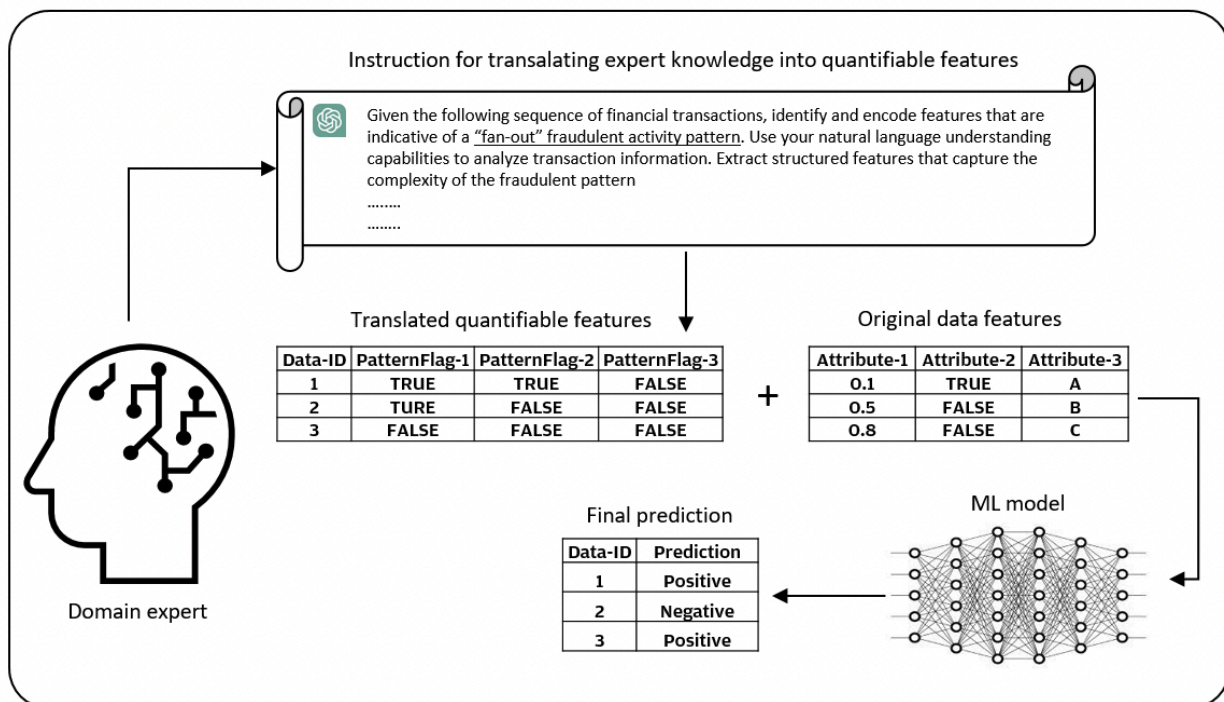 Instruction for transalating expert knowledge into quantifiable features
Given the following sequence of financial transactions, identify and encode features that are
indicative of a “fan-out” fraudulent activity pattern. Use your natural language understanding
capabilities to analyze transaction information. Extract structured features that capture the
complexity of the fraudulent pattern
........
........
Translated quantifiable features
Data-ID PatternFlag-1 PatternFlag-2 PatternFlag-3
1 TRUE TRUE FALSE
2 TURE FALSE FALSE
3 FALSE FALSE FALSE
+
Original data features
Attribute-1 Attribute-2 Attribute-3
0.1 TRUE A
0.5 FALSE B
0.8 FALSE C
ML model
Final prediction
Data-ID Prediction
1 Positive
2 Negative
3 Positive
Domain expert